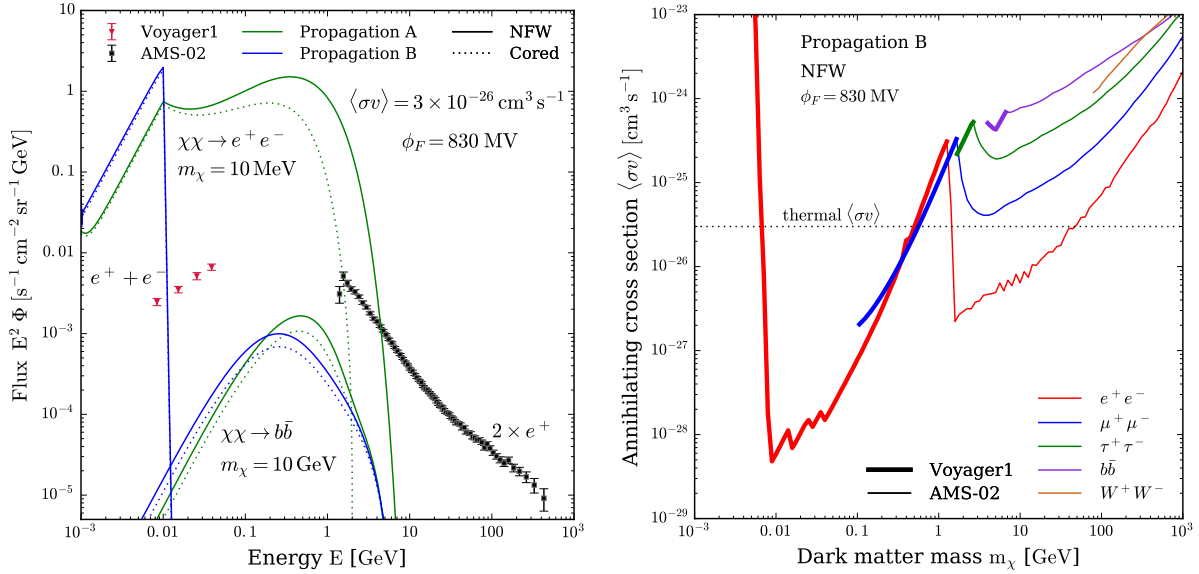 Voyager1
AMS-02
Propagation A
Propagation B
NFW
Cored
⟨σv⟩ = 3 × 10⁻²⁶ cm³ s⁻¹
ϕ_F = 830 MV
χχ → e⁺e⁻
m_χ = 10 MeV
e⁺ + e⁻
χχ → bb̄
m_χ = 10 GeV
2 × e⁺
10
1
0.1
0.01
10⁻³
10⁻⁴
10⁻⁵
Flux E² Φ [s⁻¹ cm⁻² sr⁻¹ GeV]
10⁻³ 0.01 0.1 1 10 100 10³
Energy E [GeV]
Propagation B
NFW
ϕ_F = 830 MV
thermal ⟨σv⟩
Voyager1
AMS-02
e⁺e⁻
μ⁺μ⁻
τ⁺τ⁻
bb̄
W⁺W⁻
10⁻²³
10⁻²⁴
10⁻²⁵
10⁻²⁶
10⁻²⁷
10⁻²⁸
10⁻²⁹
Annihilating cross section ⟨σv⟩ [cm³ s⁻¹]
10⁻³ 0.01 0.1 1 10 100 10³
Dark matter mass m_χ [GeV]